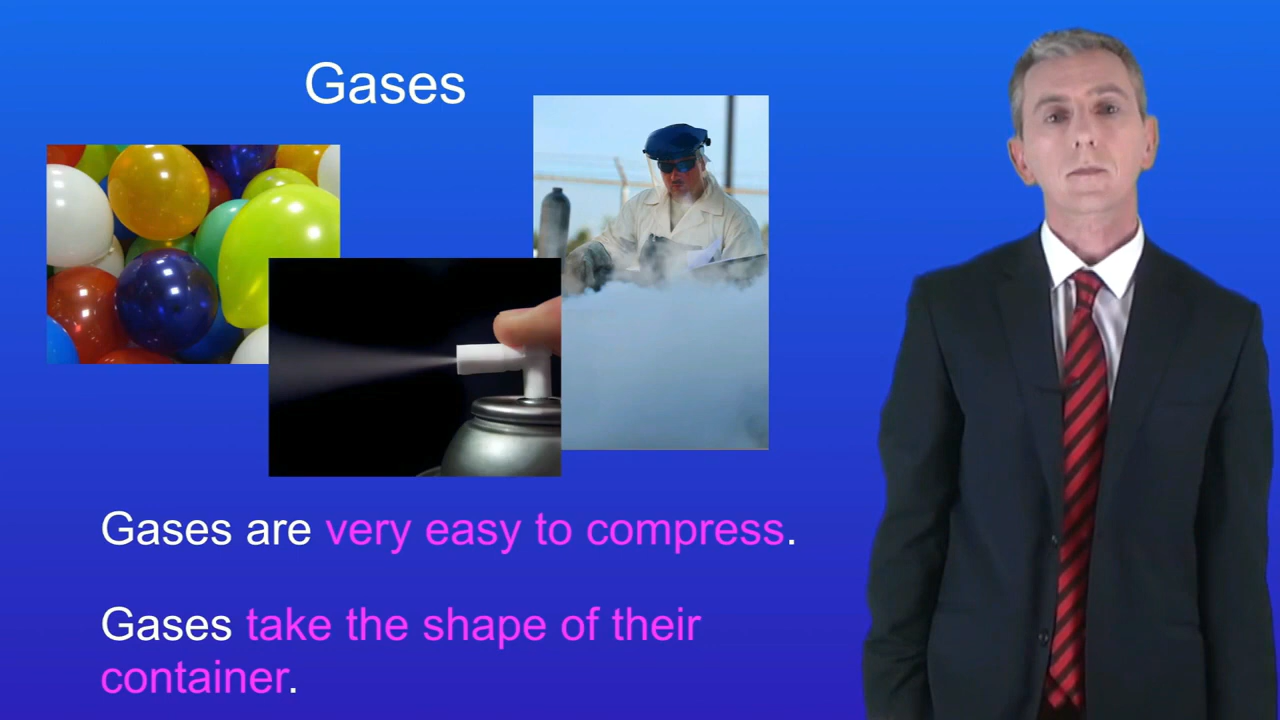 Gases
Gases are very easy to compress.
Gases take the shape of their
container.